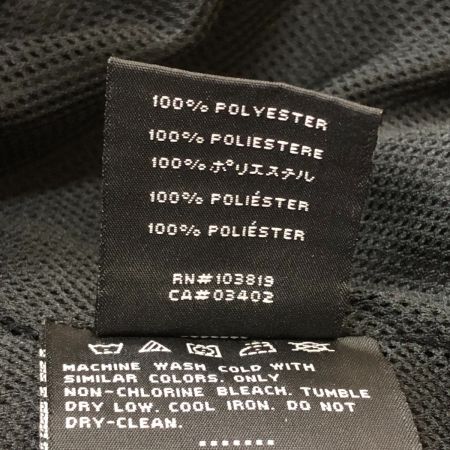 100% POLYESTER
100% POLIESTERE
100% ポリエステル
100% POLIÉSTER
100% POLIÉSTER
RN#103819
CA#03402
MACHINE WASH COLD WITH
SIMILAR COLORS. ONLY
NON-CHLORINE BLEACH. TUMBLE
DRY LOW. COOL IRON. DO NOT
DRY-CLEAN.